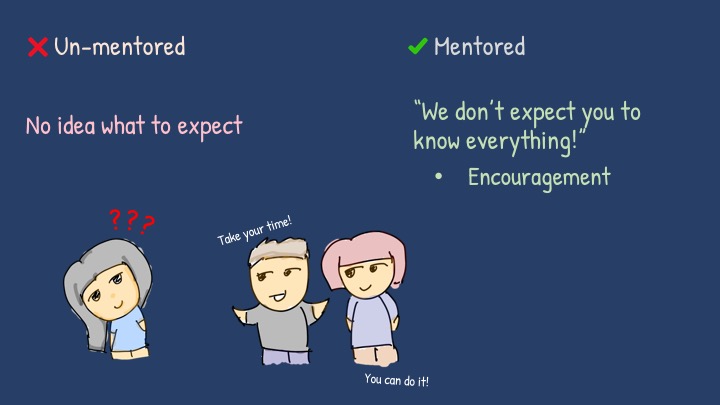 Un-mentored
No idea what to expect
Mentored
“We don’t expect you to
know everything!”
• Encouragement
???
Take your time!
You can do it!